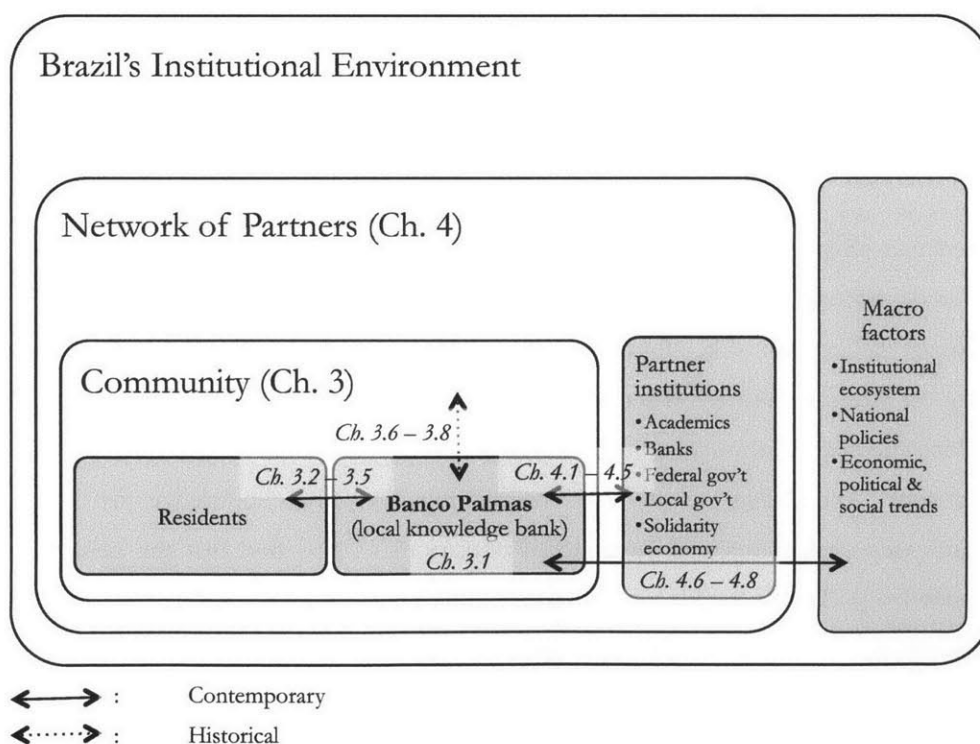 Brazil's Institutional Environment
Network of Partners (Ch. 4)
Community (Ch. 3)
Ch. 3.6 – 3.8
Ch. 3.2 – 3.5
Residents
Ch. 4.1 – 4.5
Banco Palmas
(local knowledge bank)
Ch. 3.1
Partner
institutions
•Academics
•Banks
•Federal gov't
•Local gov't
•Solidarity
economy
Ch. 4.6 – 4.8
Macro
factors
•Institutional
ecosystem
•National
policies
•Economic,
political &
social trends
: Contemporary
: Historical